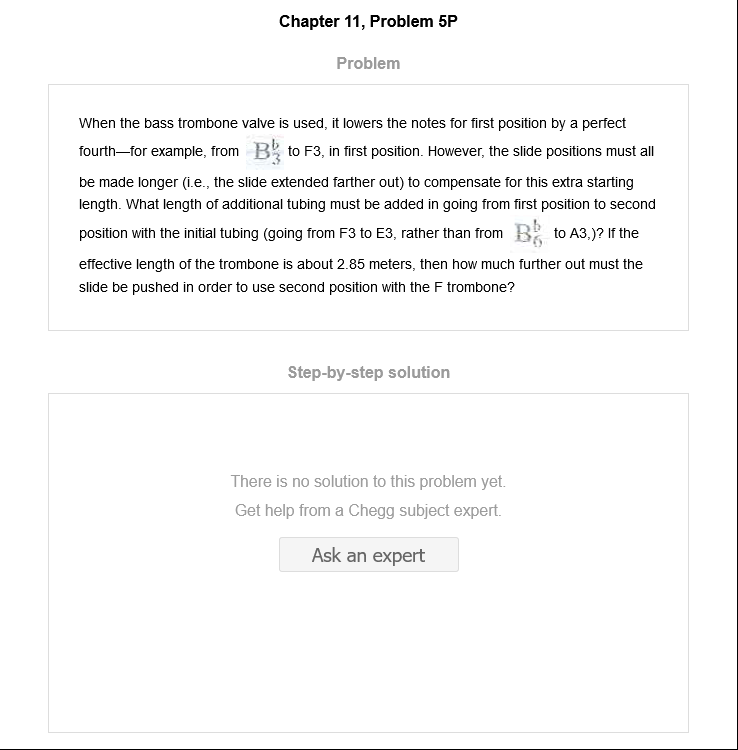 Chapter 11, Problem 5P
Problem
When the bass trombone valve is used, it lowers the notes for first position by a perfect
fourth—for example, from B♭3 to F3, in first position. However, the slide positions must all
be made longer (i.e., the slide extended farther out) to compensate for this extra starting
length. What length of additional tubing must be added in going from first position to second
position with the initial tubing (going from F3 to E3, rather than from B♭6 to A3,)? If the
effective length of the trombone is about 2.85 meters, then how much further out must the
slide be pushed in order to use second position with the F trombone?
Step-by-step solution
There is no solution to this problem yet.
Get help from a Chegg subject expert.
Ask an expert